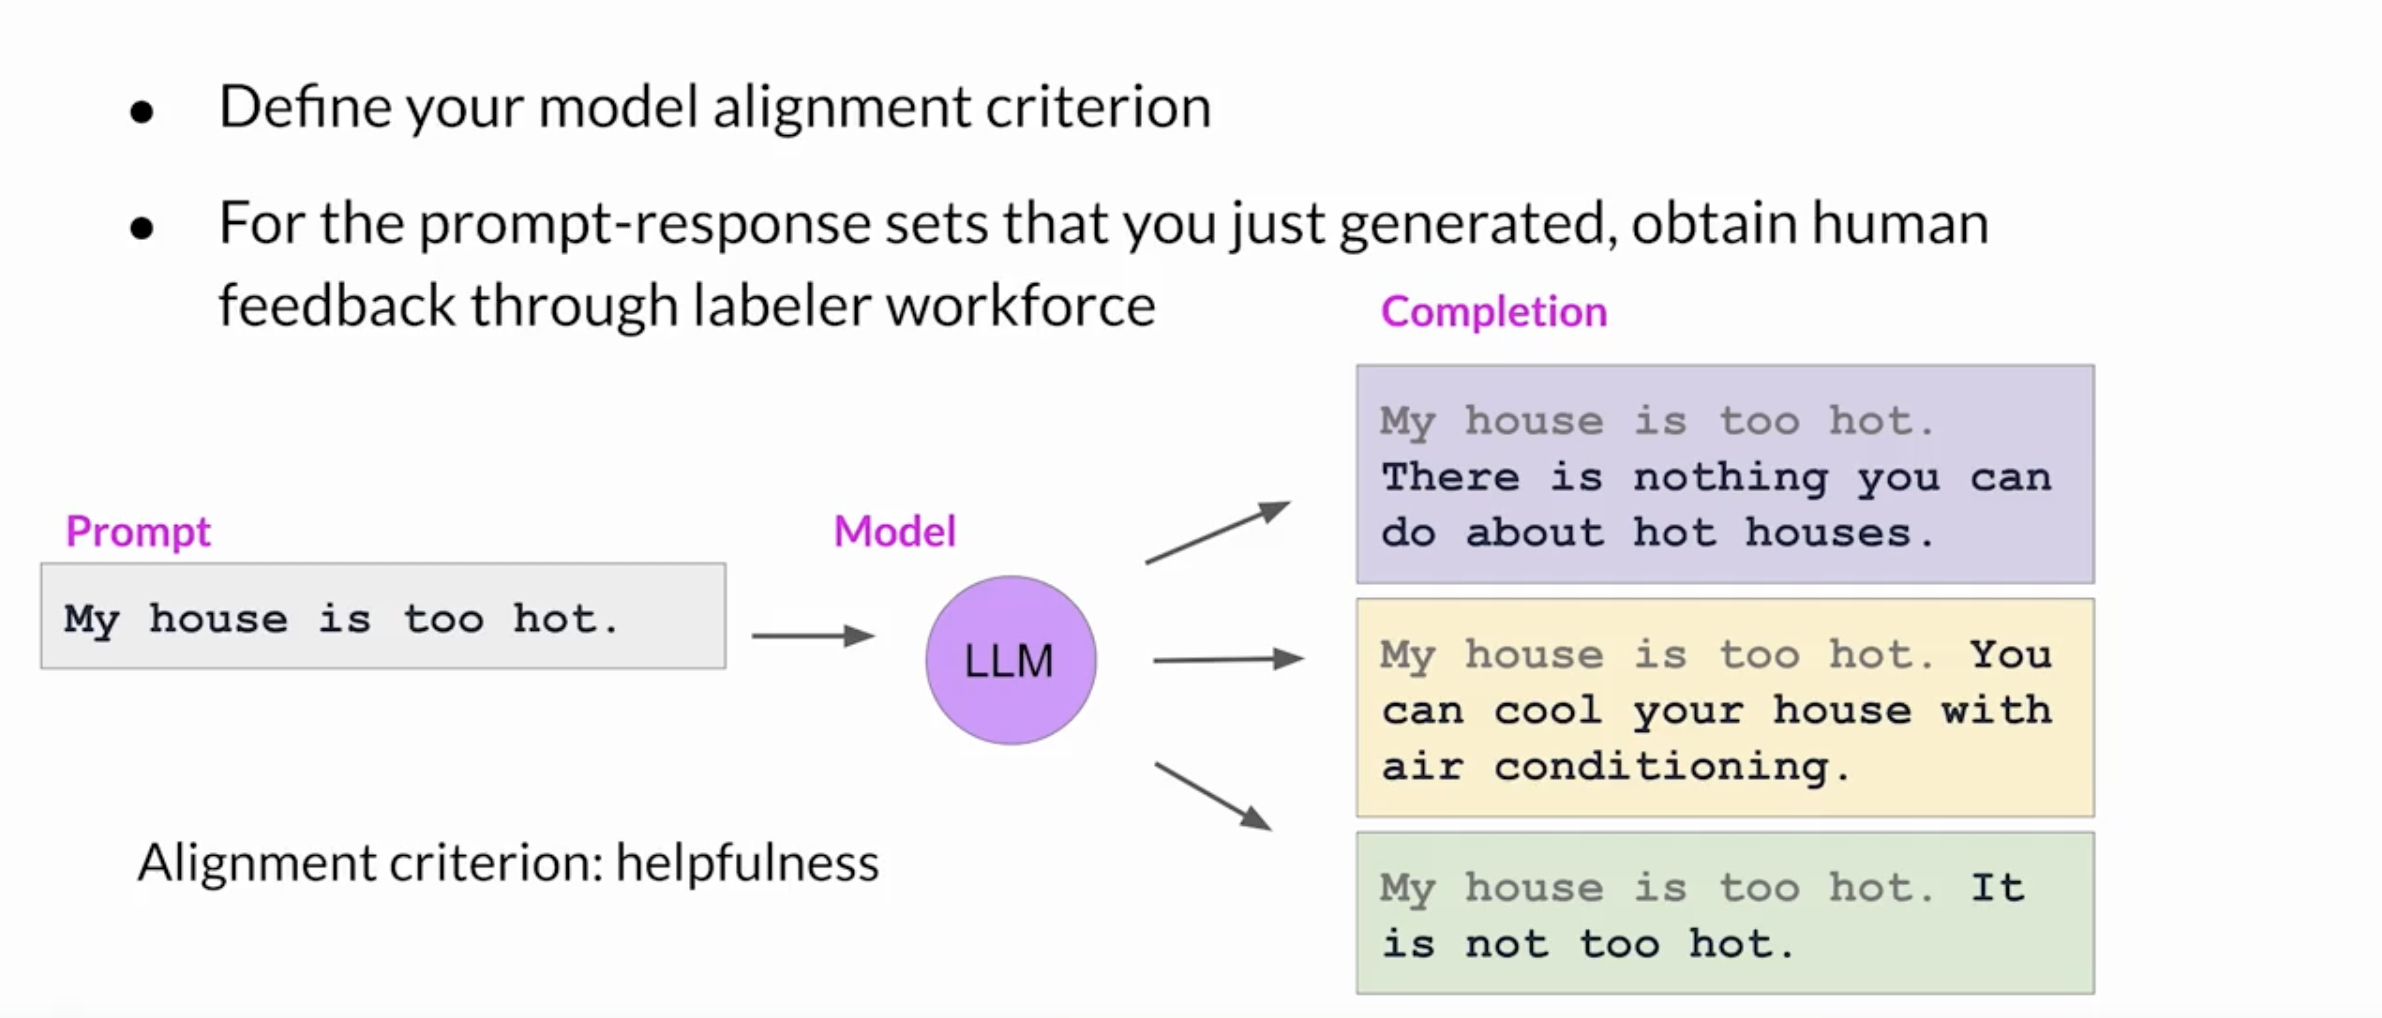 Define your model alignment criterion
For the prompt-response sets that you just generated, obtain human
feedback through labeler workforce
Completion
My house is too hot.
There is nothing you can
do about hot houses.
Prompt
My house is too hot.
Model
LLM
My house is too hot. You
can cool your house with
air conditioning.
Alignment criterion: helpfulness
My house is too hot. It
is not too hot.